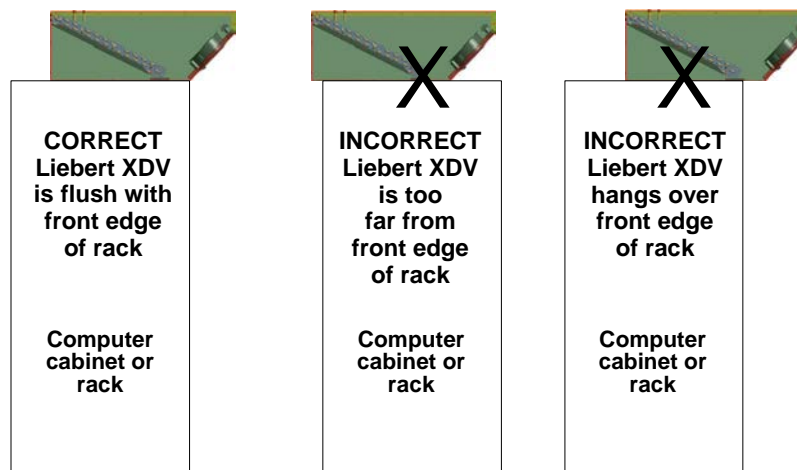 CORRECT
Liebert XDV
is flush with
front edge
of rack
Computer
cabinet or
rack
X
INCORRECT
Liebert XDV
is too
far from
front edge
of rack
Computer
cabinet or
rack
X
INCORRECT
Liebert XDV
hangs over
front edge
of rack
Computer
cabinet or
rack